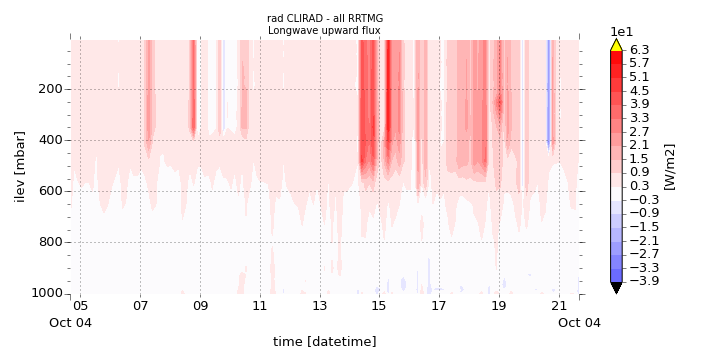 rad CLIRAD - all RRTMG
Longwave upward flux
1e1
6.3
5.7
5.1
4.5
3.9
3.3
2.7
2.1
1.5
0.9
0.3
−0.3
−0.9
−1.5
−2.1
−2.7
−3.3
−3.9
[W/m2]
ilev [mbar]
200
400
600
800
1000
05 07 09 11 13 15 17 19 21
Oct 04 Oct 04
time [datetime]